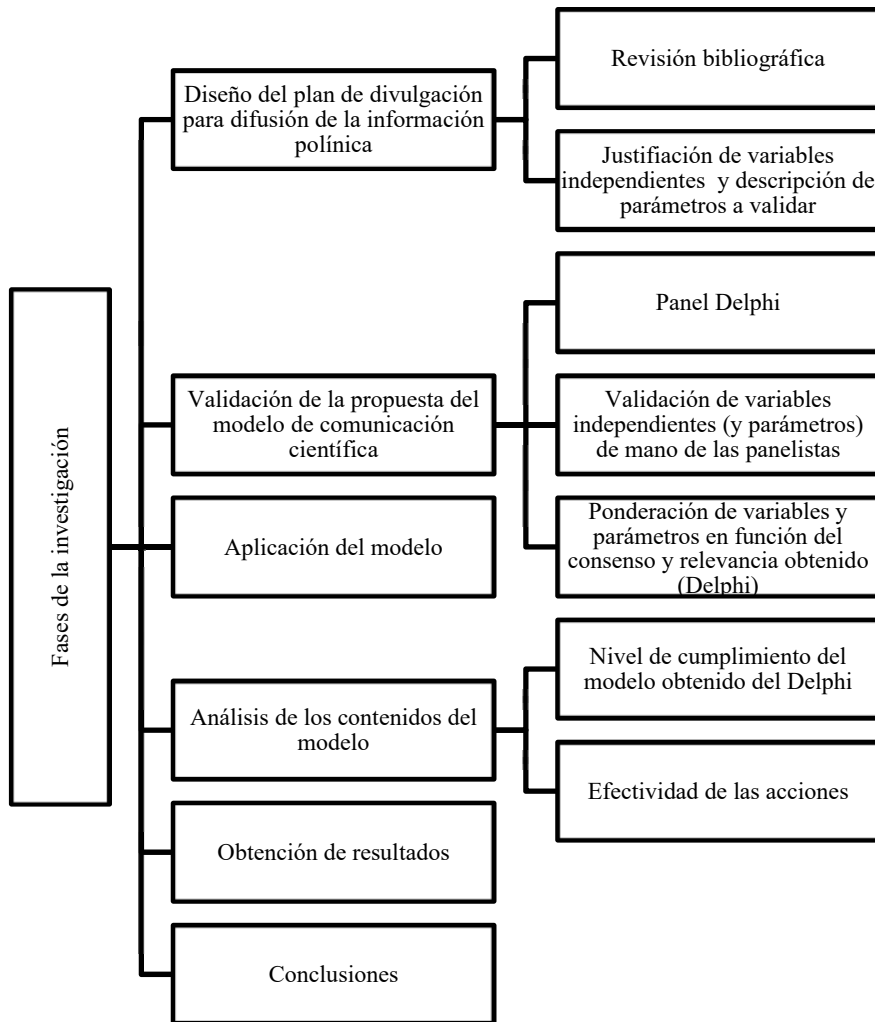 Fases de la investigación
Diseño del plan de divulgación
para difusión de la información
polínica
Revisión bibliográfica
Justifiación de variables
independientes y descripción de
parámetros a validar
Validación de la propuesta del
modelo de comunicación
científica
Panel Delphi
Validación de variables
independientes (y parámetros)
de mano de las panelistas
Ponderación de variables y
parámetros en función del
consenso y relevancia obtenido
(Delphi)
Aplicación del modelo
Análisis de los contenidos del
modelo
Nivel de cumplimiento del
modelo obtenido del Delphi
Efectividad de las acciones
Obtención de resultados
Conclusiones